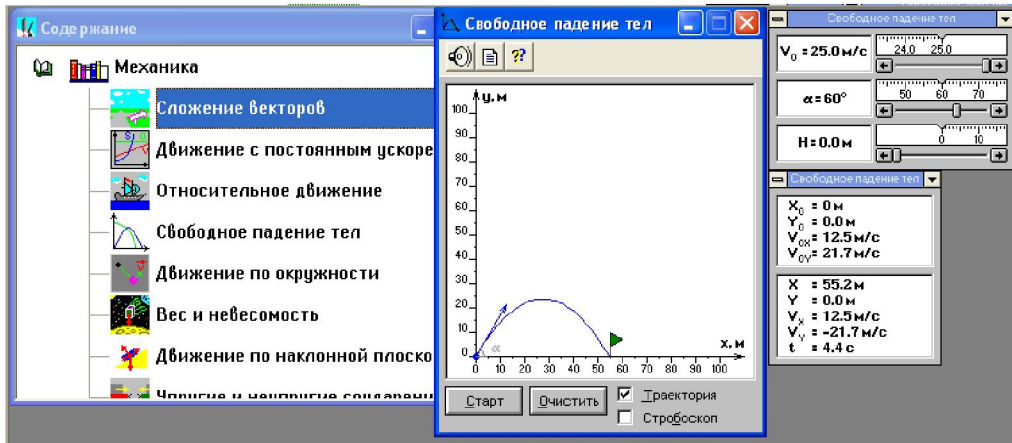 Содержание
Механика
Сложение векторов
Движение с постоянным ускоре
Относительное движение
Свободное падение тел
Движение по окружности
Вес и невесомость
Движение по наклонной плоско
Упругие и неупругие соударени
Свободное падение тел
??
y, м
100
90
80
70
60
50
40
30
20
10
0
α
x, м
0 10 20 30 40 50 60 70 80 90 100
Старт
Очистить
Траектория
Стробоскоп
Свободное падение тел
V0 = 25.0 м/с
24.0 25.0
α = 60°
50 60 70
H = 0.0 м
0 10
Свободное падение тел
X0 = 0 м
Y0 = 0.0 м
V0X = 12.5 м/с
V0Y = 21.7 м/с
X = 55.2 м
Y = 0.0 м
VX = 12.5 м/с
VY = -21.7 м/с
t = 4.4 с